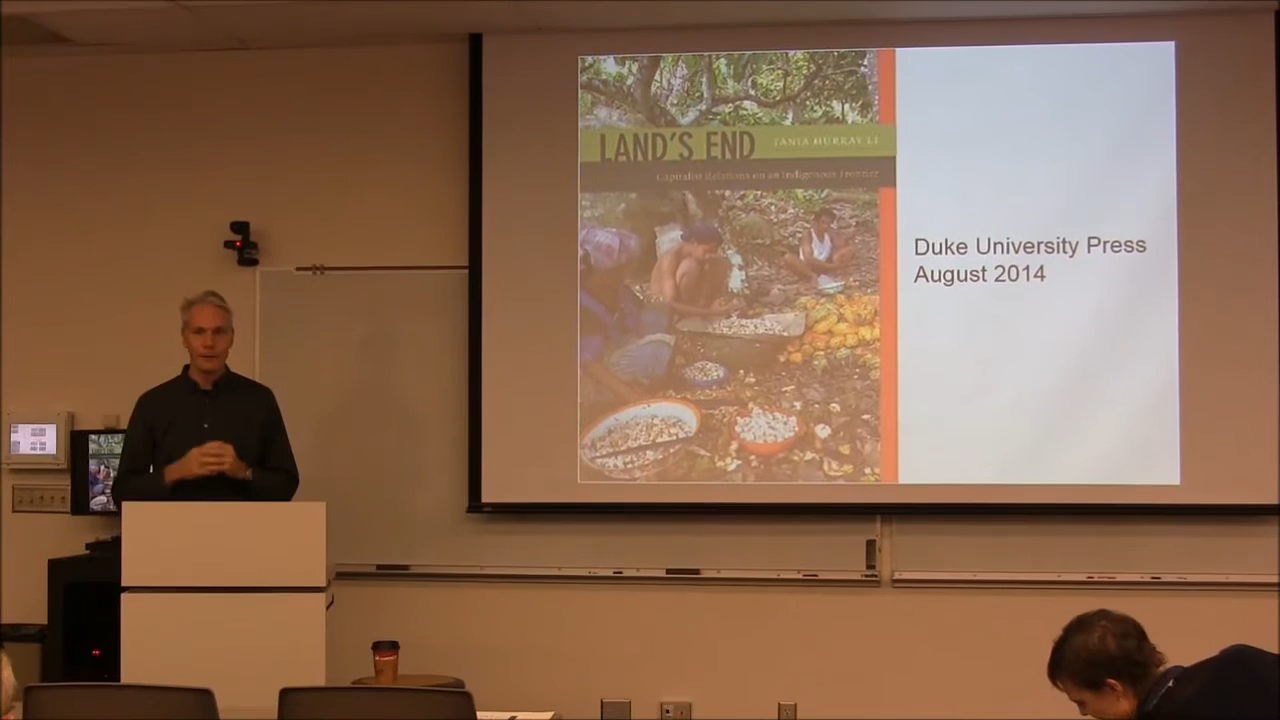 LAND'S END
TANIA MURRAY LI
Capitalist Relations on an Indigenous Frontier
Duke University Press
August 2014